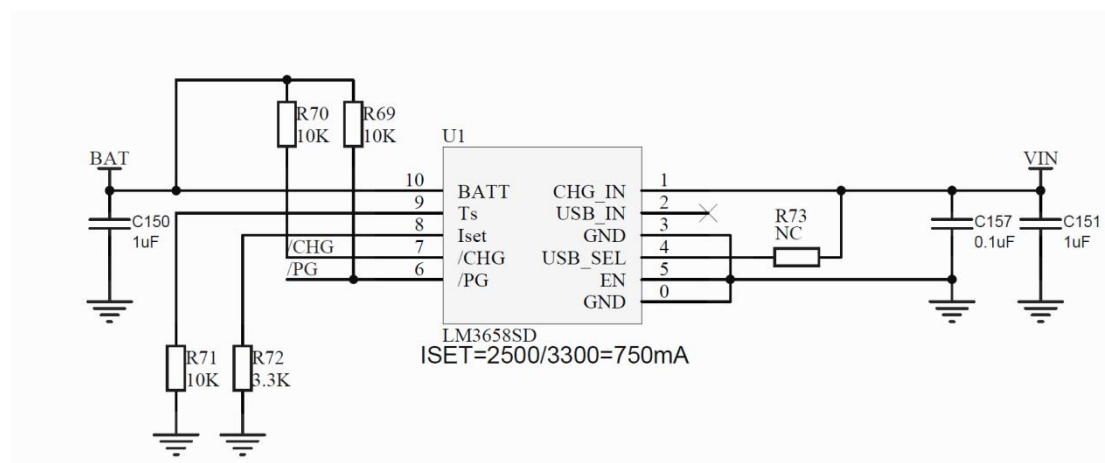 R70
10K
R69
10K
U1
BAT
VIN
10
BATT
CHG_IN
1
9
Ts
USB_IN
2
C150
1uF
8
Iset
GND
3
R73
NC
C157
0.1uF
C151
1uF
/CHG
7
/CHG
USB_SEL
4
/PG
6
/PG
EN
5
GND
0
LM3658SD
ISET=2500/3300=750mA
R71
10K
R72
3.3K